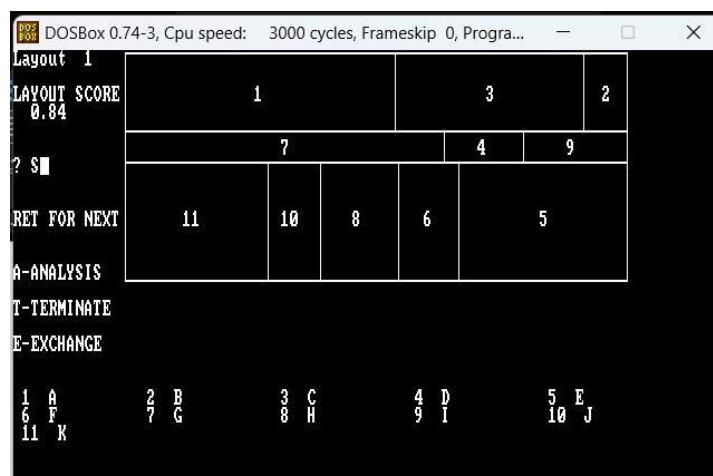 DOSBox 0.74-3, Cpu speed: 3000 cycles, Frameskip 0, Progra...
Layout 1
LAYOUT SCORE
0.84
? S
RET FOR NEXT
A-ANALYSIS
T-TERMINATE
E-EXCHANGE
1 3 2
7 4 9
11 10 8 6 5
1 A 2 B 3 C 4 D 5 E
6 F 7 G 8 H 9 I 10 J
11 K